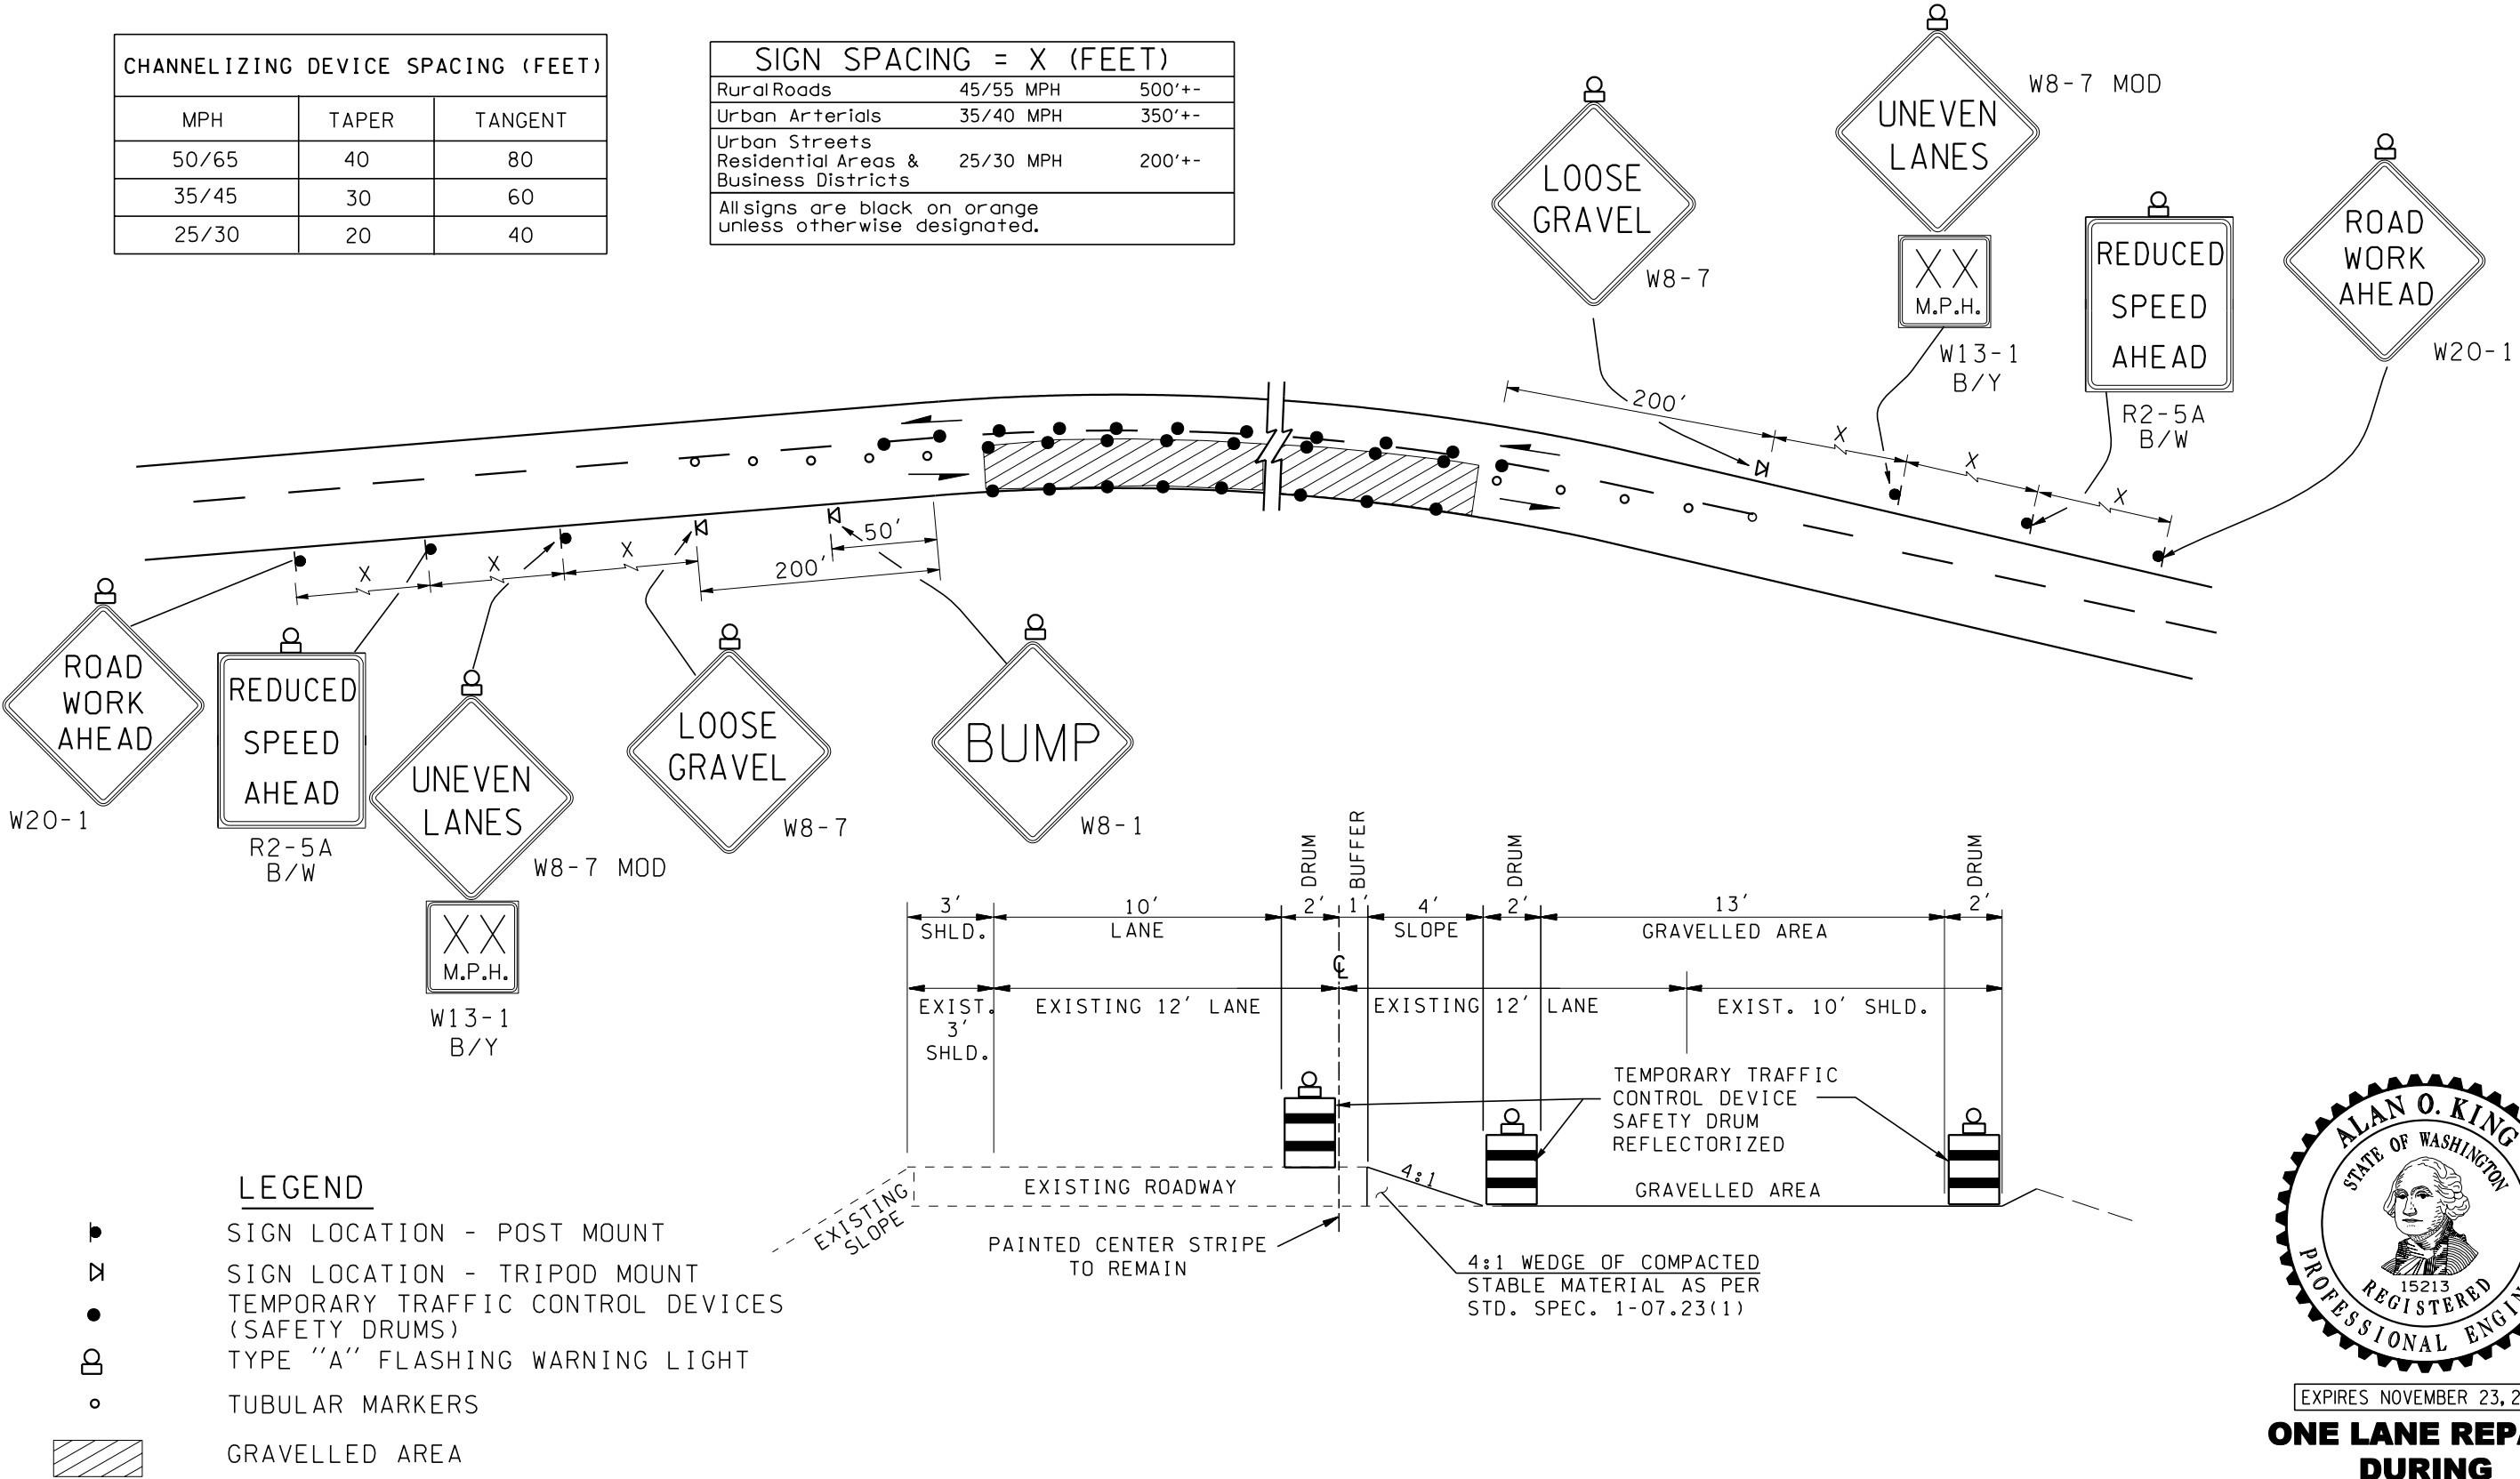 CHANNELIZING DEVICE SPACING (FEET)
MPH TAPER TANGENT
50/65 40 80
35/45 30 60
25/30 20 40
SIGN SPACING = X (FEET)
Rural Roads 45/55 MPH 500'+-
Urban Arterials 35/40 MPH 350'+-
Urban Streets
Residential Areas & 25/30 MPH 200'+-
Business Districts
All signs are black on orange
unless otherwise designated.
LOOSE
GRAVEL
W8-7
UNEVEN
LANES
W8-7 MOD
XX
M.P.H.
W13-1
B/Y
REDUCED
SPEED
AHEAD
R2-5A
B/W
ROAD
WORK
AHEAD
W20-1
200'
X
X
X
X
X
X
50'
200'
ROAD
WORK
AHEAD
W20-1
REDUCED
SPEED
AHEAD
R2-5A
B/W
UNEVEN
LANES
W8-7 MOD
XX
M.P.H.
W13-1
B/Y
LOOSE
GRAVEL
W8-7
BUMP
W8-1
DRUM
BUFFER
DRUM
DRUM
3' 10' 2' 1' 4' 2' 13' 2'
SHLD. LANE SLOPE GRAVELLED AREA
℄
EXIST. EXISTING 12' LANE EXISTING 12' LANE EXIST. 10' SHLD.
3'
SHLD.
TEMPORARY TRAFFIC
CONTROL DEVICE
SAFETY DRUM
REFLECTORIZED
4:1
EXISTING ROADWAY
GRAVELLED AREA
EXISTING
SLOPE
PAINTED CENTER STRIPE
TO REMAIN
4:1 WEDGE OF COMPACTED
STABLE MATERIAL AS PER
STD. SPEC. 1-07.23(1)
LEGEND
SIGN LOCATION - POST MOUNT
SIGN LOCATION - TRIPOD MOUNT
TEMPORARY TRAFFIC CONTROL DEVICES
(SAFETY DRUMS)
TYPE "A" FLASHING WARNING LIGHT
TUBULAR MARKERS
GRAVELLED AREA
ALAN O. KING
STATE OF WASHINGTON
15213
REGISTERED
PROFESSIONAL
EXPIRES NOVEMBER 23, 2
ONE LANE
DURING